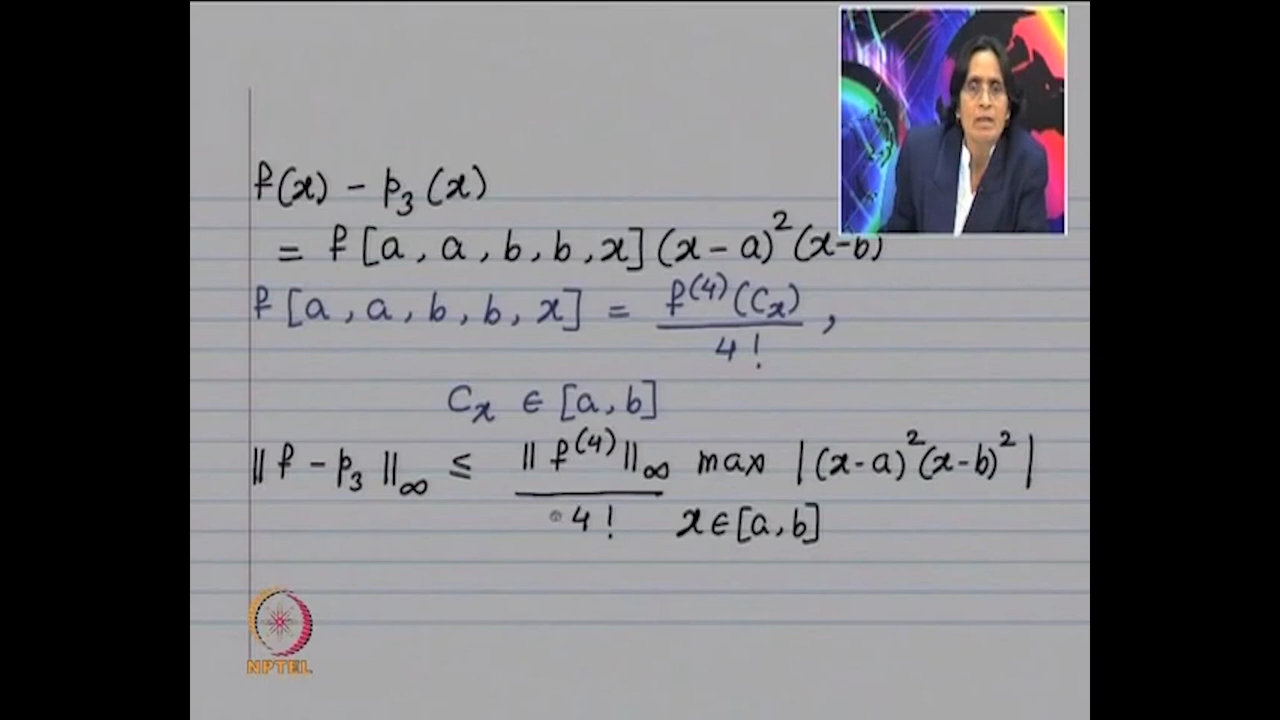 f(x) - p₃(x)
= f[a, a, b, b, x](x-a)²(x-b)
f[a, a, b, b, x] = f⁽⁴⁾(Cₓ) / 4! ,
Cₓ ∈ [a, b]
‖f - p₃‖∞ ≤ ‖f⁽⁴⁾‖∞ / 4! max |(x-a)²(x-b)²|
x ∈ [a, b]
NPTEL